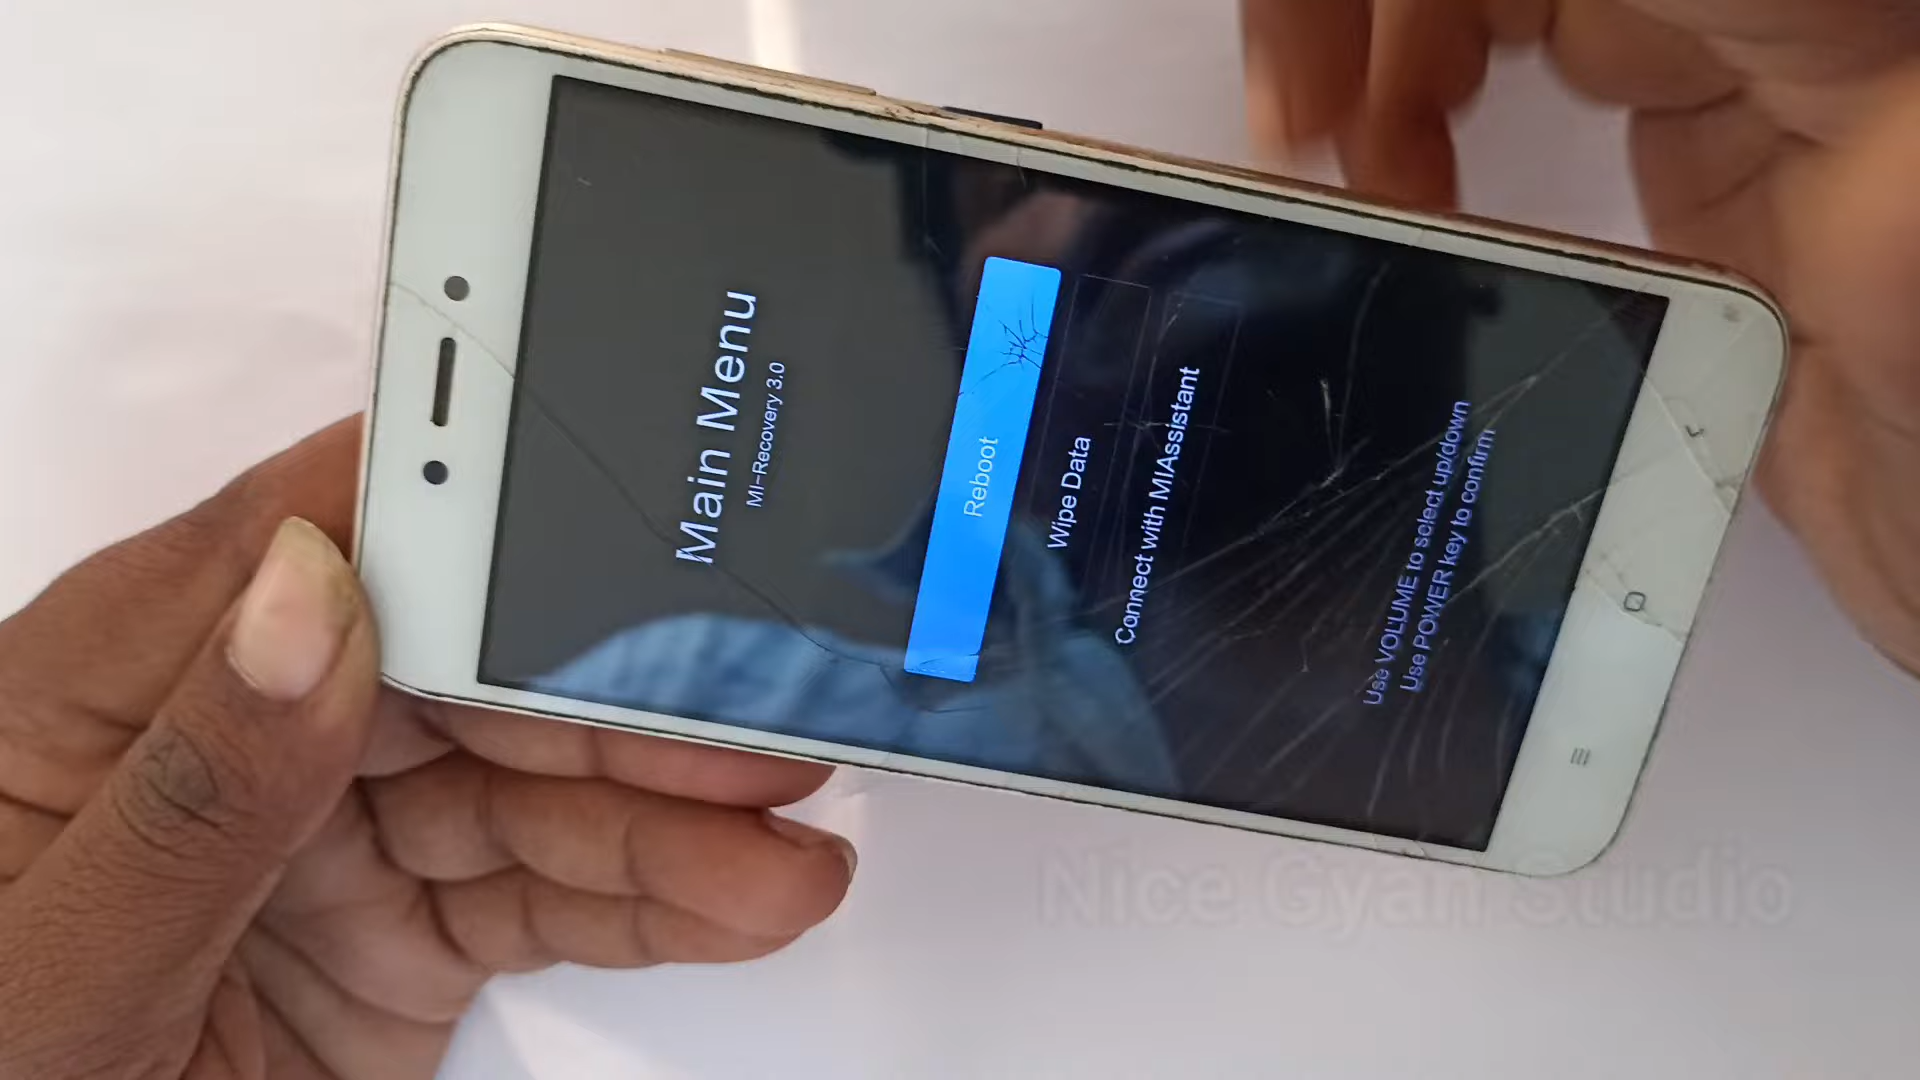 Main Menu
MI-Recovery 3.0
Reboot
Wipe Data
Connect with MIAssistant
Use VOLUME to select up/down
Use POWER key to confirm
Nice Gyan Studio